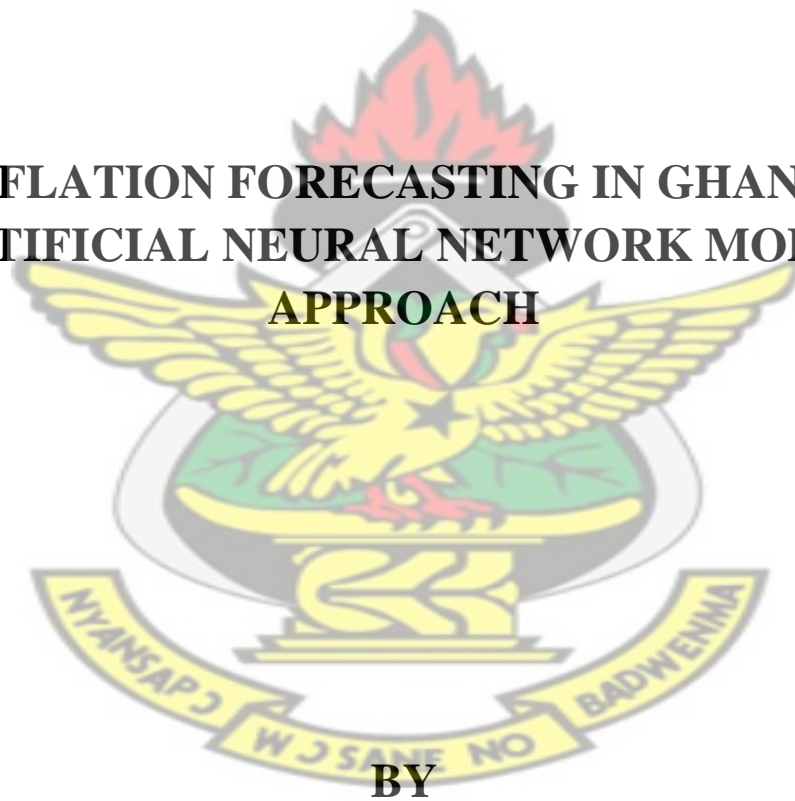 FLATION FORECASTING IN GHAN
TIFICIAL NEURAL NETWORK MO
APPROACH
NYANSAPƆ
WƆSANE NO
BADWENMA
BY